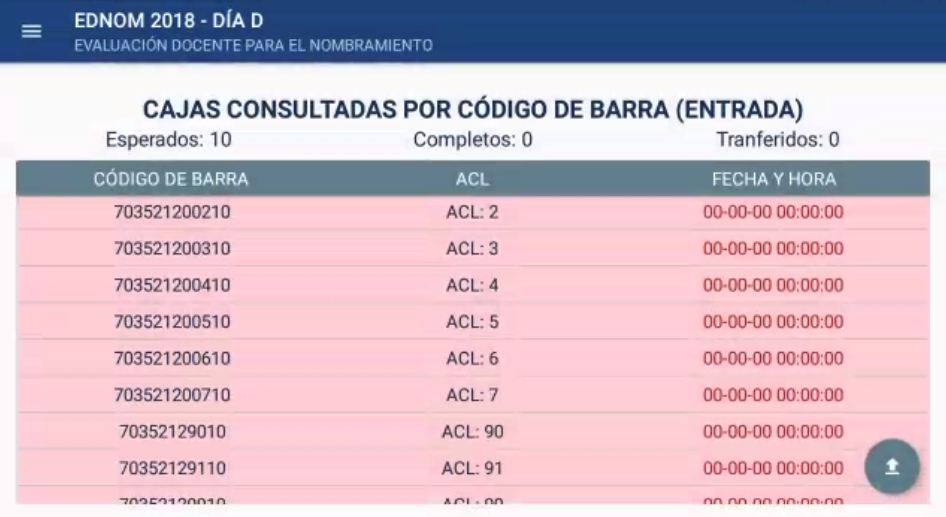 EDNOM 2018 - DÍA D
EVALUACIÓN DOCENTE PARA EL NOMBRAMIENTO
CAJAS CONSULTADAS POR CÓDIGO DE BARRA (ENTRADA)
Esperados: 10 Completos: 0 Tranferidos: 0
CÓDIGO DE BARRA ACL FECHA Y HORA
703521200210 ACL: 2 00-00-00 00:00:00
703521200310 ACL: 3 00-00-00 00:00:00
703521200410 ACL: 4 00-00-00 00:00:00
703521200510 ACL: 5 00-00-00 00:00:00
703521200610 ACL: 6 00-00-00 00:00:00
703521200710 ACL: 7 00-00-00 00:00:00
70352129010 ACL: 90 00-00-00 00:00:00
70352129110 ACL: 91 00-00-00 00:00:00